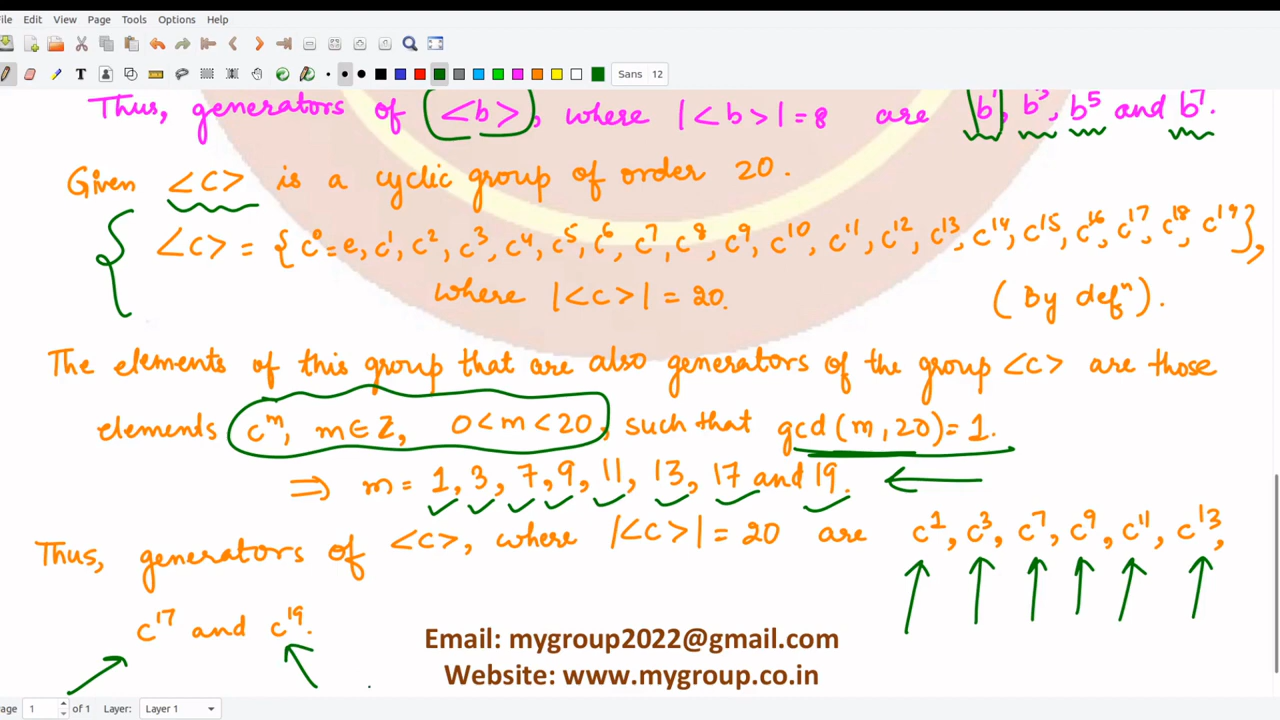 File Edit View Page Tools Options Help
Sans 12
Thus, generators of <b>, where |<b>| = 8 are b¹, b³, b⁵ and b⁷.
Given <c> is a cyclic group of order 20.
<c> = {c⁰=e, c¹, c², c³, c⁴, c⁵, c⁶, c⁷, c⁸, c⁹, c¹⁰, c¹¹, c¹², c¹³, c¹⁴, c¹⁵, c¹⁶, c¹⁷, c¹⁸, c¹⁹},
where |<c>| = 20. (By defⁿ).
The elements of this group that are also generators of the group <c> are those
elements cᵐ, m∈Z, 0<m<20, such that gcd(m,20)=1.
⇒ m = 1, 3, 7, 9, 11, 13, 17 and 19.
Thus, generators of <c>, where |<c>| = 20 are c¹, c³, c⁷, c⁹, c¹¹, c¹³,
c¹⁷ and c¹⁹.
Email: mygroup2022@gmail.com
Website: www.mygroup.co.in
Page 1 of 1 Layer: Layer 1